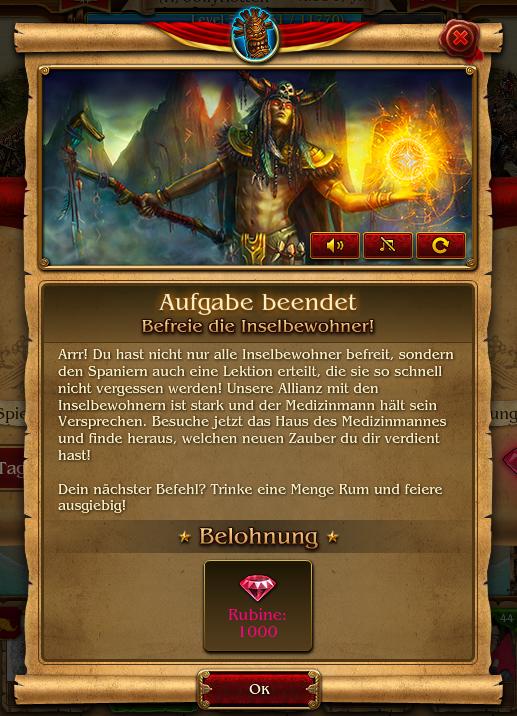 Aufgabe beendet
Befreie die Inselbewohner!
Arrr! Du hast nicht nur alle Inselbewohner befreit, sondern
den Spaniern auch eine Lektion erteilt, die sie so schnell
nicht vergessen werden! Unsere Allianz mit den
Inselbewohnern ist stark und der Medizinmann hält sein
Versprechen. Besuche jetzt das Haus des Medizinmannes
und finde heraus, welchen neuen Zauber du dir verdient
hast!
Dein nächster Befehl? Trinke eine Menge Rum und feiere
ausgiebig!
Belohnung
Rubine:
1000
Ok
44